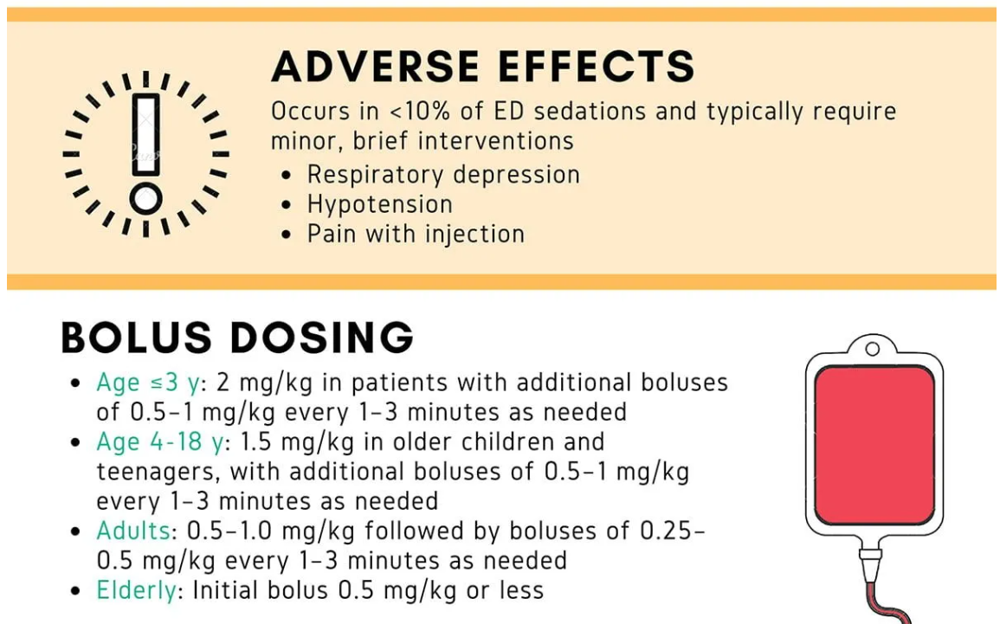 ADVERSE EFFECTS
Occurs in <10% of ED sedations and typically require
minor, brief interventions
• Respiratory depression
• Hypotension
• Pain with injection
BOLUS DOSING
• Age ≤3 y: 2 mg/kg in patients with additional boluses
of 0.5–1 mg/kg every 1–3 minutes as needed
• Age 4-18 y: 1.5 mg/kg in older children and
teenagers, with additional boluses of 0.5–1 mg/kg
every 1–3 minutes as needed
• Adults: 0.5–1.0 mg/kg followed by boluses of 0.25–
0.5 mg/kg every 1–3 minutes as needed
• Elderly: Initial bolus 0.5 mg/kg or less